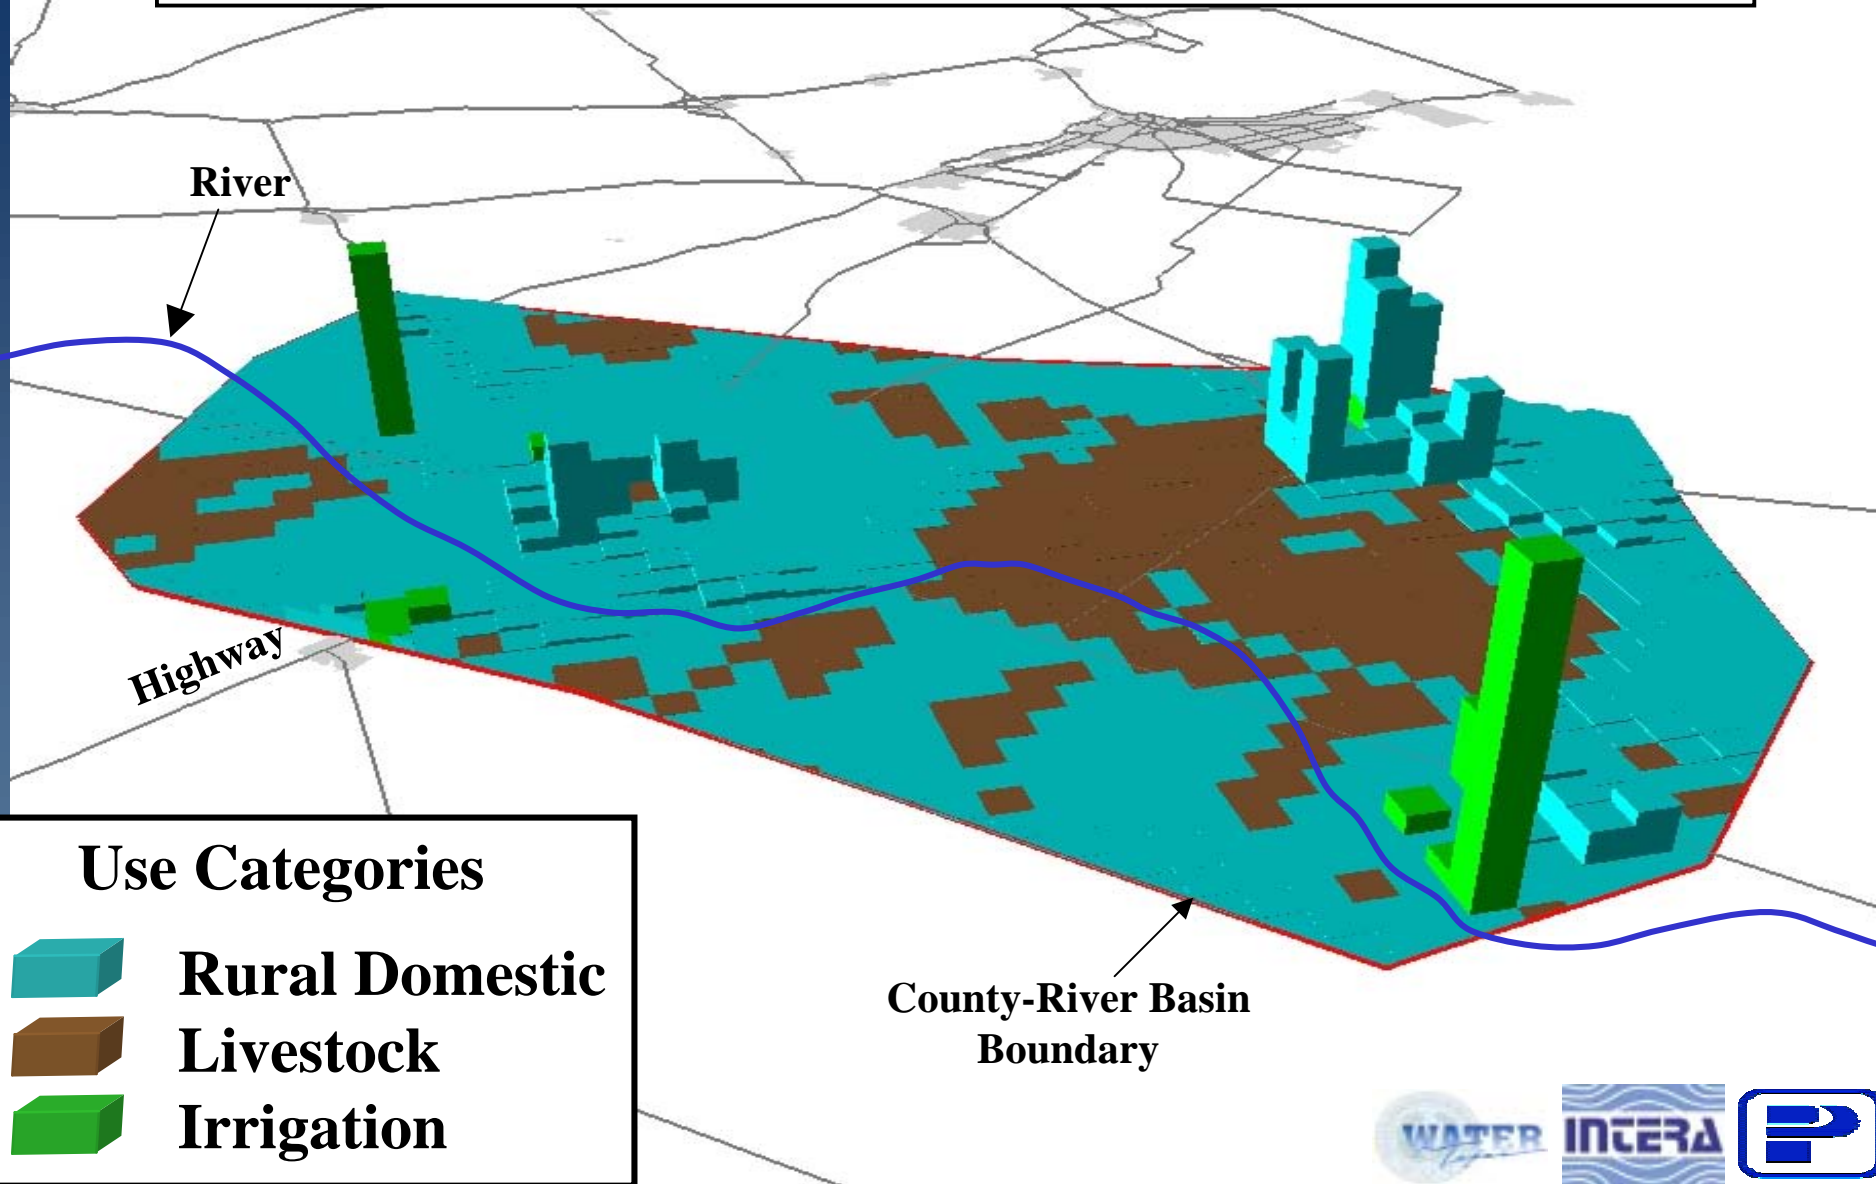 River
Highway
Use Categories
Rural Domestic
Livestock
Irrigation
County-River Basin
Boundary
WATER
INTERA